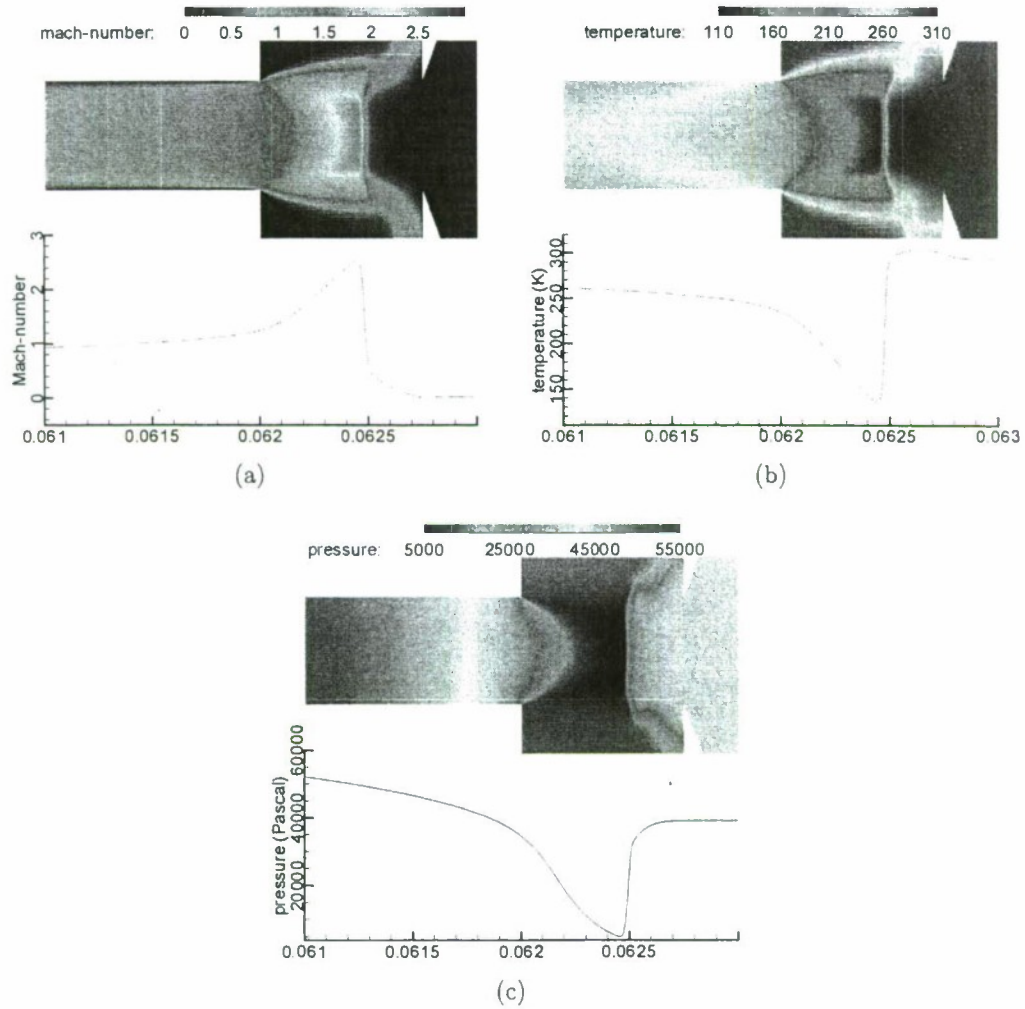 mach-number: 0 0.5 1 1.5 2 2.5
Mach-number
3
2
1
0
0.061 0.0615 0.062 0.0625
(a)
temperature: 110 160 210 260 310
temperature (K)
300
250
200
150
0.061 0.0615 0.062 0.0625 0.063
(b)
pressure: 5000 25000 45000 55000
pressure (Pascal)
60000
40000
20000
0.061 0.0615 0.062 0.0625
(c)